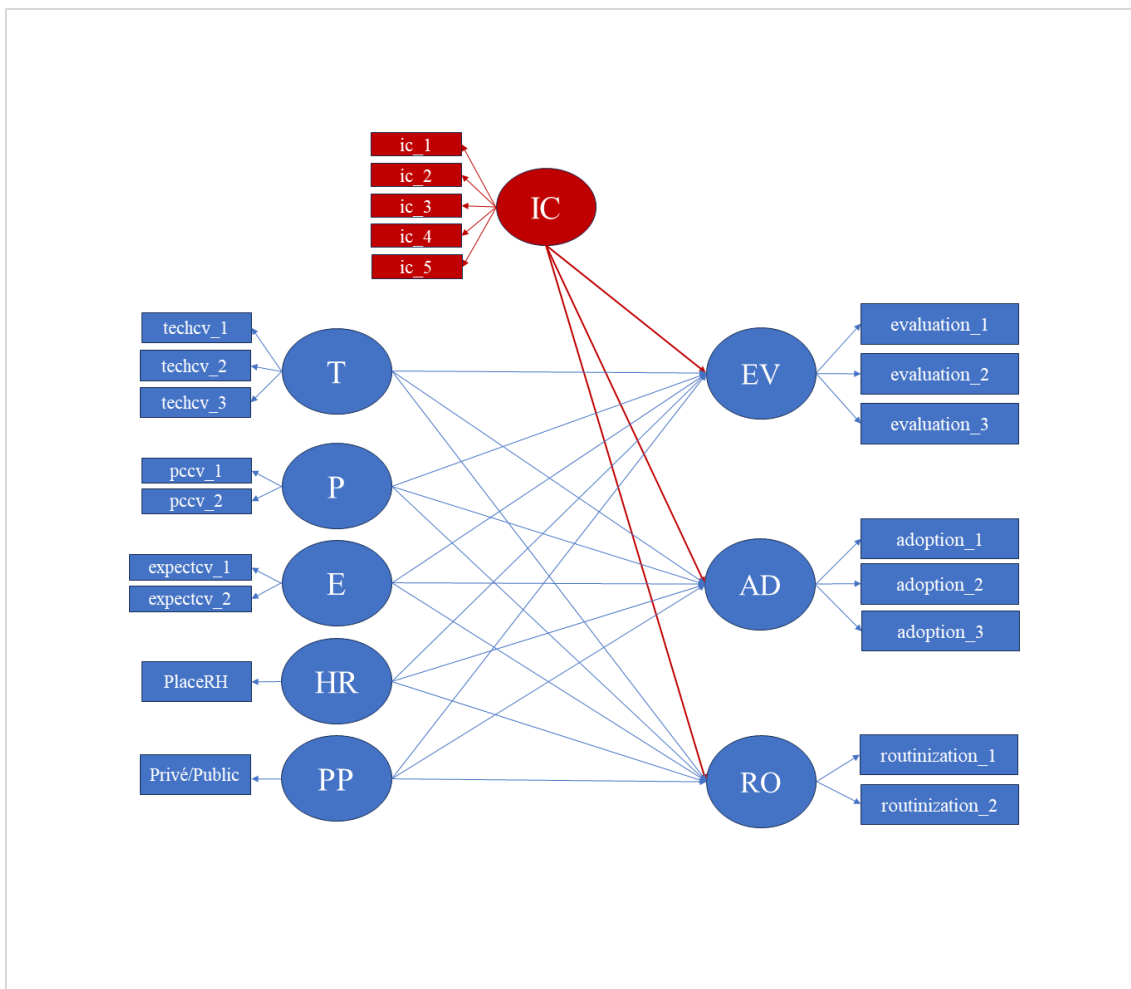 ic_1
ic_2
ic_3
ic_4
ic_5
IC
techcv_1
techcv_2
techcv_3
T
pccv_1
pccv_2
P
expectcv_1
expectcv_2
E
PlaceRH
HR
Privé/Public
PP
EV
evaluation_1
evaluation_2
evaluation_3
AD
adoption_1
adoption_2
adoption_3
RO
routinization_1
routinization_2